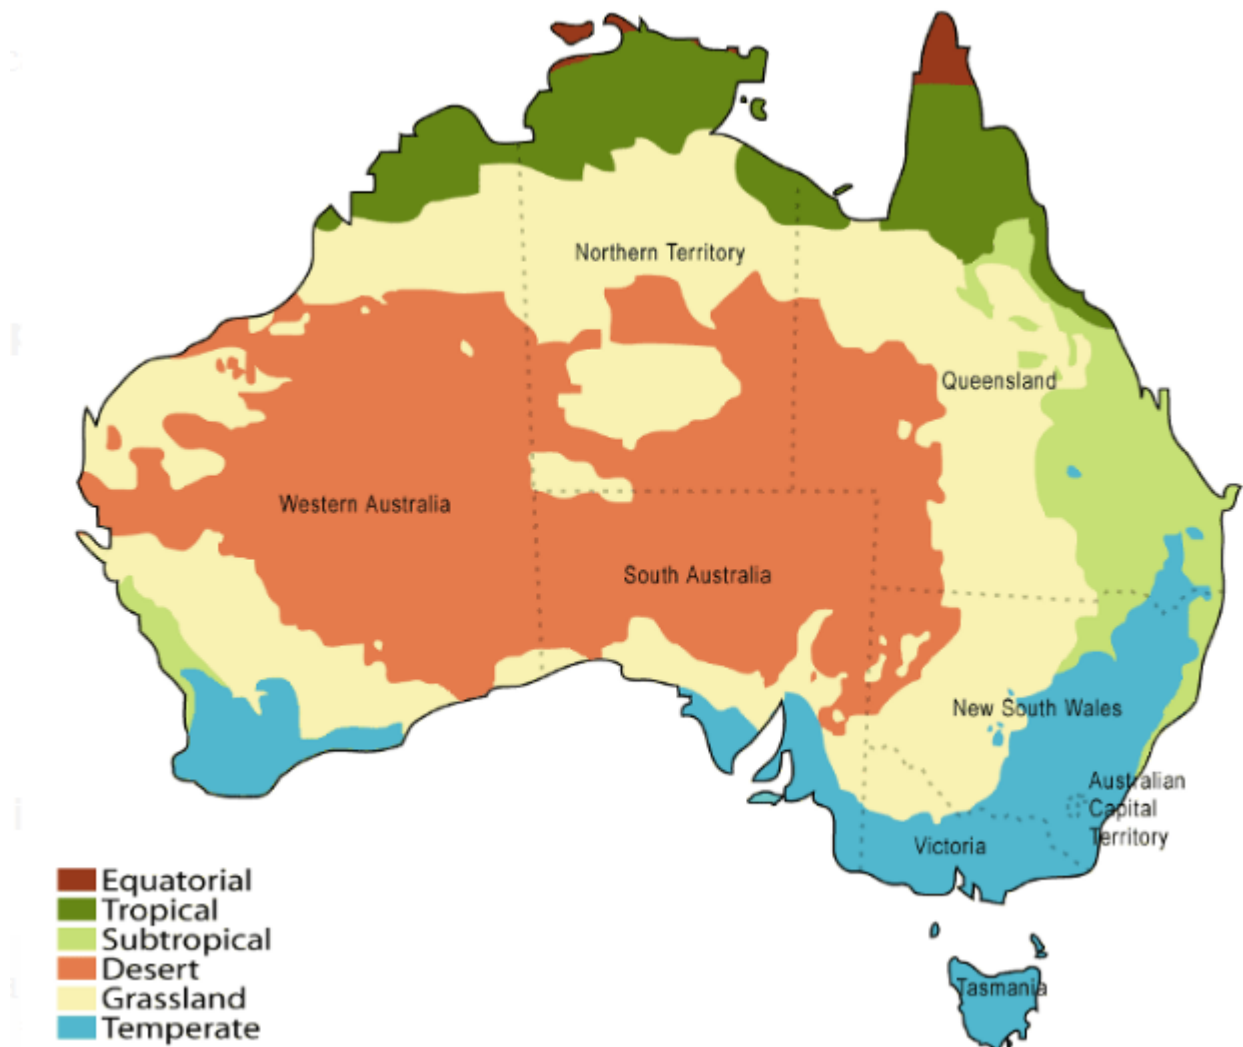 Northern Territory
Queensland
Western Australia
South Australia
New South Wales
Australian
Capital
Territory
Victoria
Tasmania
Equatorial
Tropical
Subtropical
Desert
Grassland
Temperate